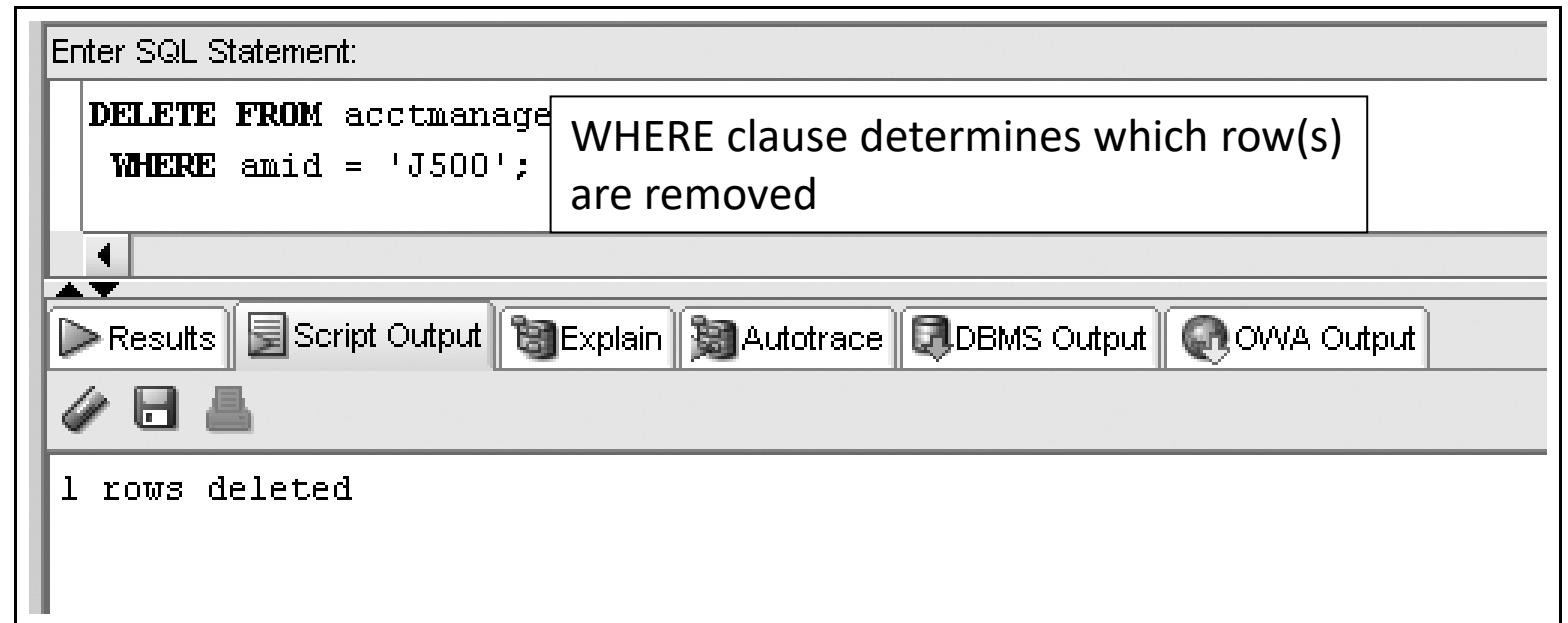 Enter SQL Statement:
DELETE FROM acctmanage
WHERE amid = 'J500';
WHERE clause determines which row(s)
are removed
Results Script Output Explain Autotrace DBMS Output OWA Output
1 rows deleted